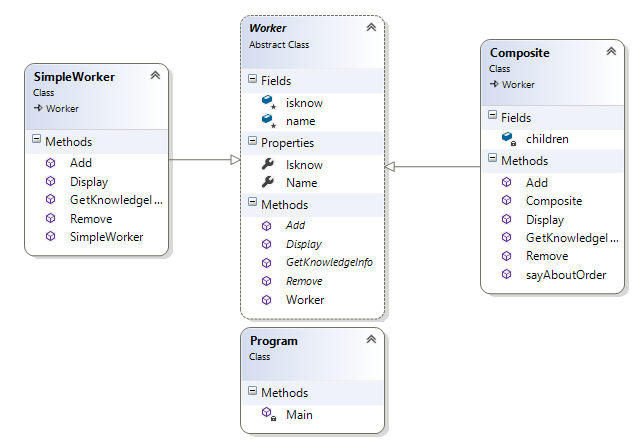 SimpleWorker
Class
Worker
Methods
Add
Display
GetKnowledgeI...
Remove
SimpleWorker
Worker
Abstract Class
Fields
isknow
name
Properties
Isknow
Name
Methods
Add
Display
GetKnowledgeInfo
Remove
Worker
Composite
Class
Worker
Fields
children
Methods
Add
Composite
Display
GetKnowledgeI...
Remove
sayAboutOrder
Program
Class
Methods
Main